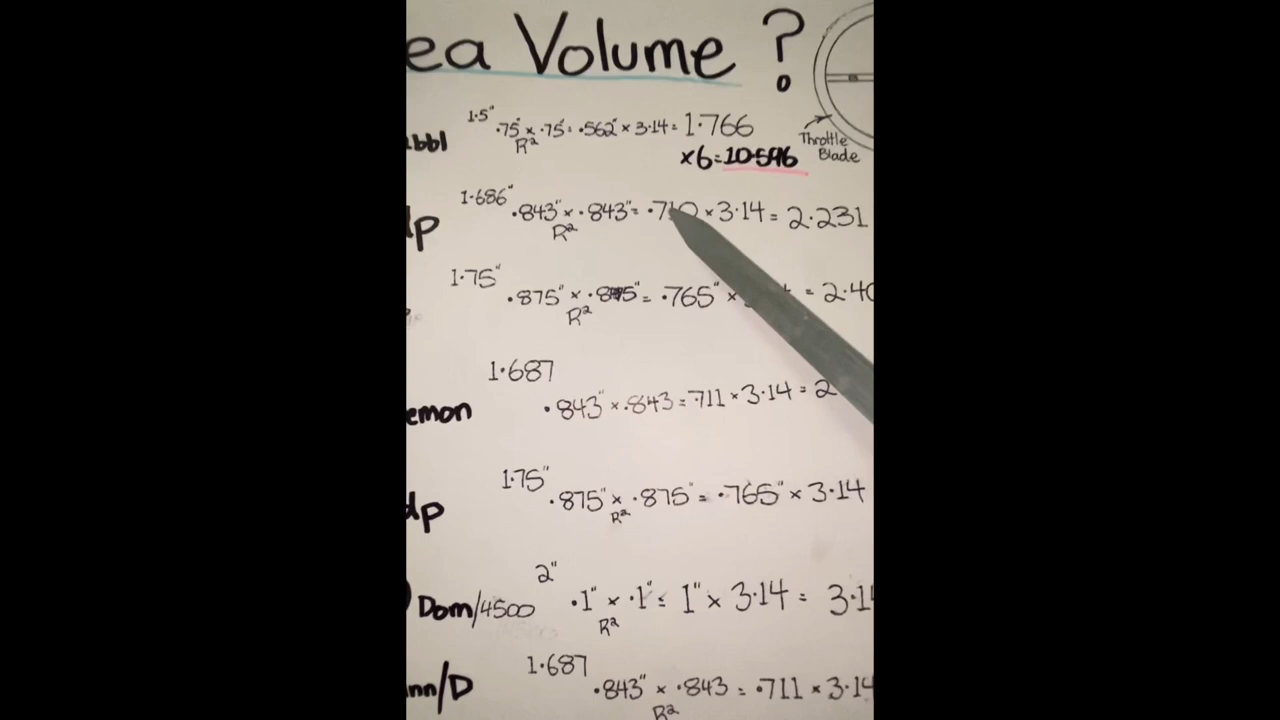 ea Volume ?
1.5"
.75" × .75" = .562" × 3.14 = 1.766
R²
bbl
×6 = 10.596
Throttle
Blade
1.686"
.843" × .843" = .710 × 3.14 = 2.231
R²
dp
1.75"
.875" × .875" = .765" × = 2.40
R²
1.687
.843" × .843 = .711 × 3.14 = 2
emon
1.75"
.875" × .875" = .765" × 3.14
R²
dp
2"
.1" × .1" = 1" × 3.14 = 3.14
R²
Dom/4500
1.687
.843" × .843 = .711 × 3.14
R²
nn/D